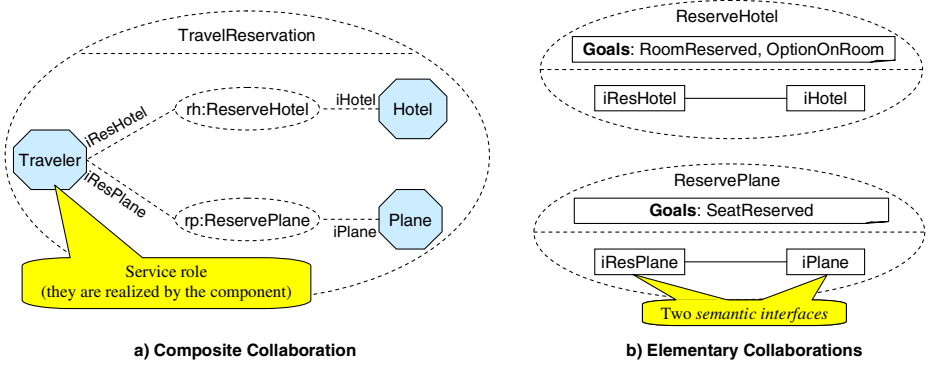 TravelReservation
iResHotel
rh:ReserveHotel
iHotel
Hotel
Traveler
iResPlane
rp:ReservePlane
iPlane
Plane
Service role
(they are realized by the component)
a) Composite Collaboration
ReserveHotel
Goals: RoomReserved, OptionOnRoom
iResHotel
iHotel
ReservePlane
Goals: SeatReserved
iResPlane
iPlane
Two semantic interfaces
b) Elementary Collaborations